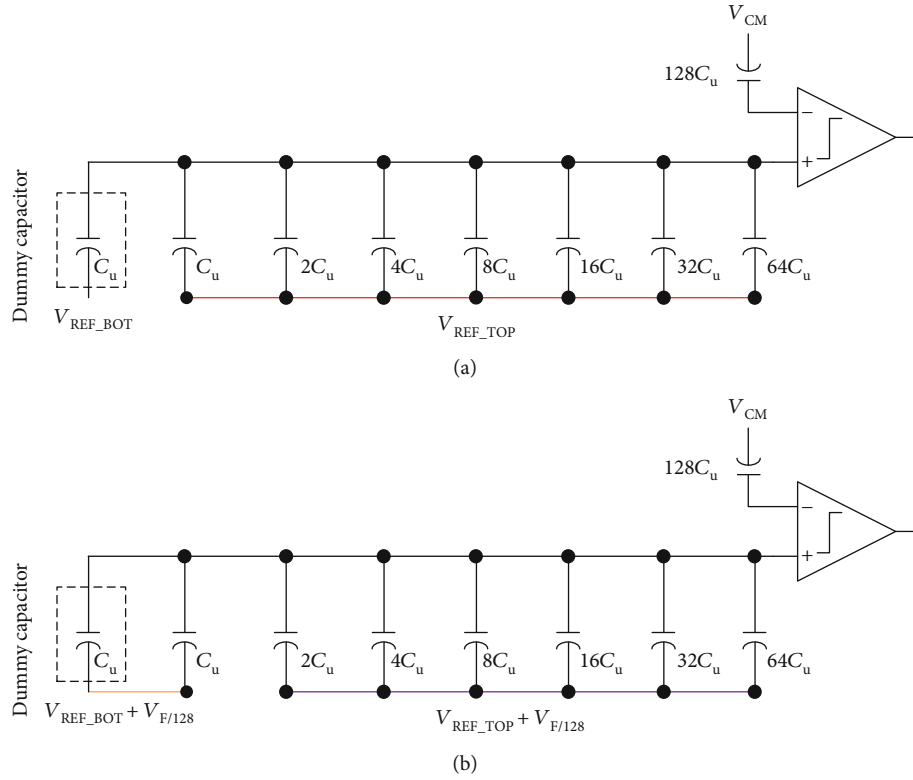 V_CM
128C_u
−
+
Dummy capacitor
C_u C_u 2C_u 4C_u 8C_u 16C_u 32C_u 64C_u
V_REF_BOT
V_REF_TOP
(a)
V_CM
128C_u
−
+
Dummy capacitor
C_u C_u 2C_u 4C_u 8C_u 16C_u 32C_u 64C_u
V_REF_BOT + V_F/128
V_REF_TOP + V_F/128
(b)